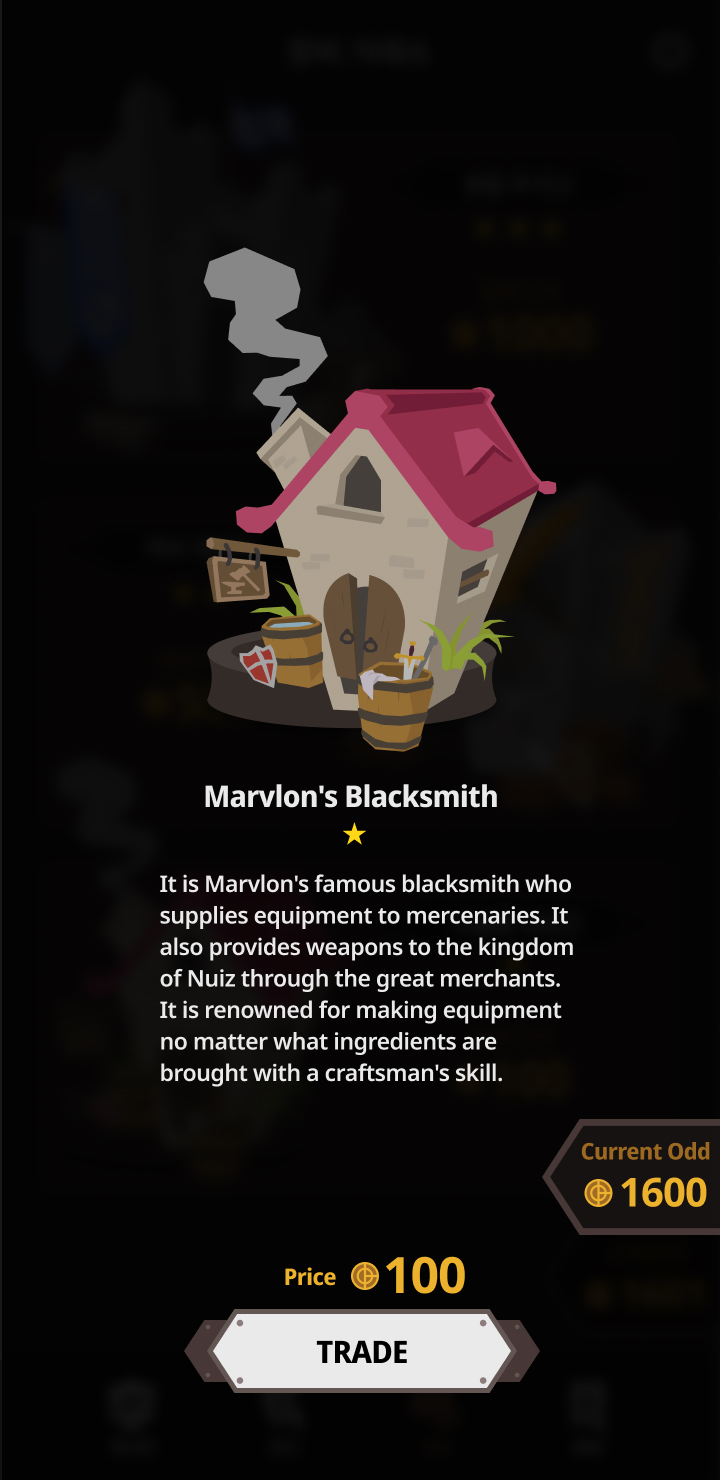 Marvlon's Blacksmith
It is Marvlon's famous blacksmith who
supplies equipment to mercenaries. It
also provides weapons to the kingdom
of Nuiz through the great merchants.
It is renowned for making equipment
no matter what ingredients are
brought with a craftsman's skill.
Current Odd
1600
Price 100
TRADE